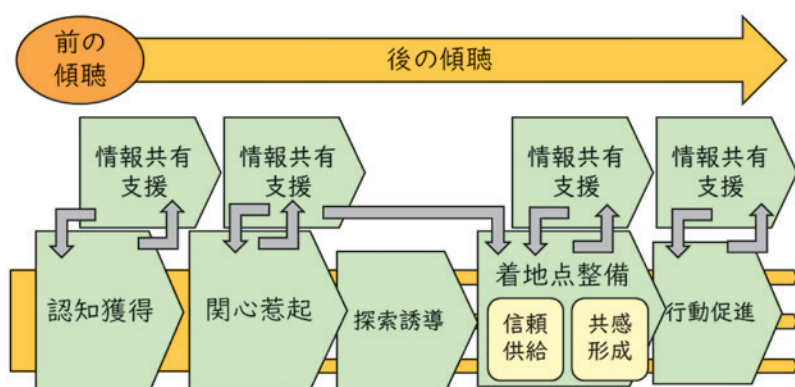 前の
傾聴
後の傾聴
情報共有
支援
情報共有
支援
情報共有
支援
情報共有
支援
認知獲得
関心惹起
探索誘導
着地点整備
信頼
供給
共感
形成
行動促進